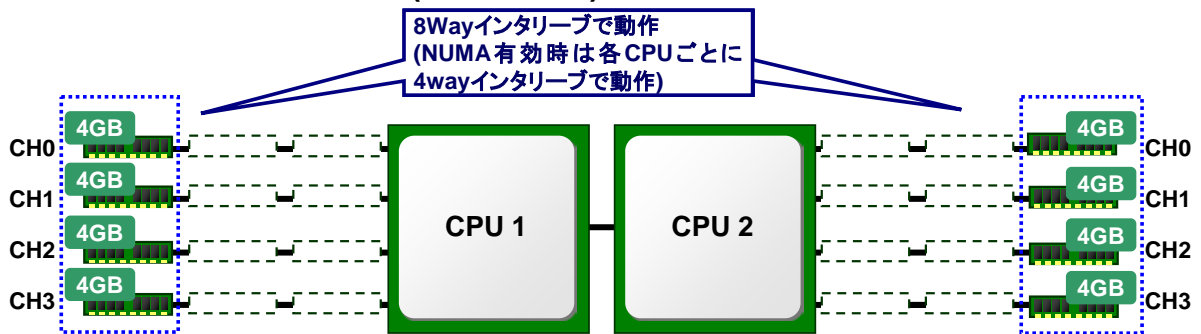 8Wayインタリーブで動作
(NUMA有効時は各CPUごとに
4wayインタリーブで動作)
4GB
4GB
CH0
CH0
4GB
4GB
CH1
CH1
CPU 1
CPU 2
4GB
4GB
CH2
CH2
4GB
4GB
CH3
CH3